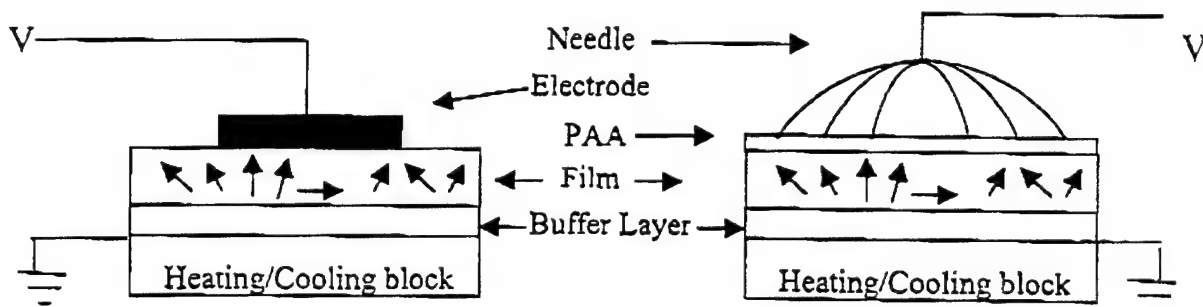 V
Needle
V
Electrode
PAA
Film
Buffer Layer
Heating/Cooling block
Heating/Cooling block